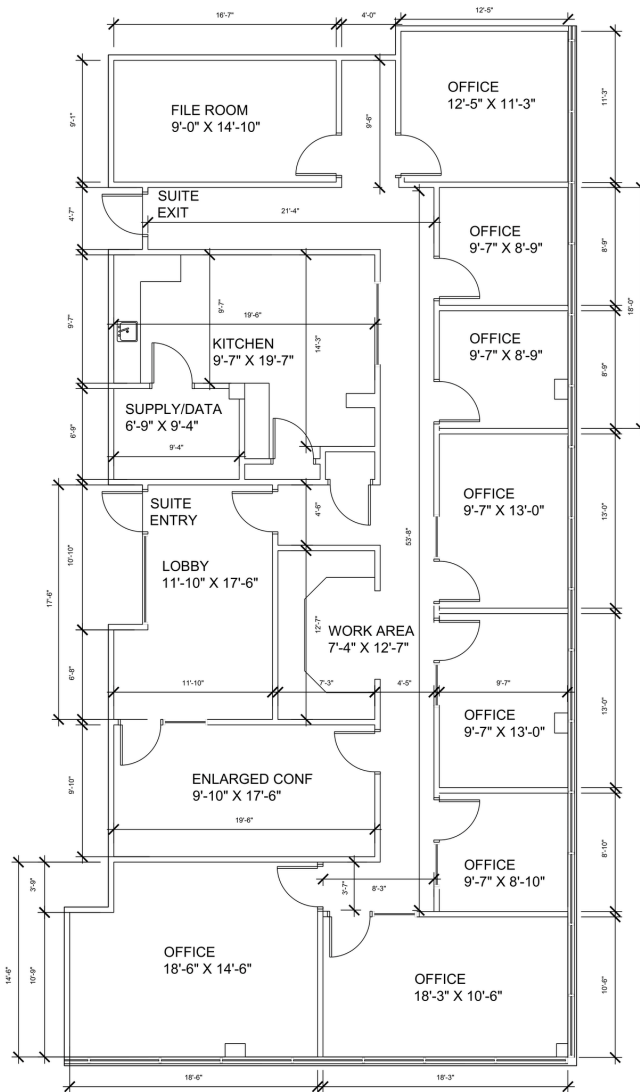 16'-7"
4'-0"
12'-5"
FILE ROOM
9'-0" X 14'-10"
OFFICE
12'-5" X 11'-3"
9'-1"
9'-6"
11'-3"
SUITE
EXIT
4'-7"
21'-4"
OFFICE
9'-7" X 8'-9"
8'-9"
18'-0"
9'-7"
9'-7"
19'-6"
14'-3"
KITCHEN
9'-7" X 19'-7"
OFFICE
9'-7" X 8'-9"
8'-9"
SUPPLY/DATA
6'-9" X 9'-4"
6'-9"
9'-4"
SUITE
ENTRY
4'-6"
53'-8"
OFFICE
9'-7" X 13'-0"
13'-0"
10'-10"
17'-6"
LOBBY
11'-10" X 17'-6"
12'-7"
WORK AREA
7'-4" X 12'-7"
6'-8"
11'-10"
7'-3"
4'-5"
9'-7"
OFFICE
9'-7" X 13'-0"
13'-0"
ENLARGED CONF
9'-10" X 17'-6"
9'-10"
19'-6"
OFFICE
9'-7" X 8'-10"
8'-10"
3'-9"
3'-7"
8'-3"
OFFICE
18'-6" X 14'-6"
14'-6"
10'-9"
OFFICE
18'-3" X 10'-6"
10'-6"
18'-6"
18'-3"